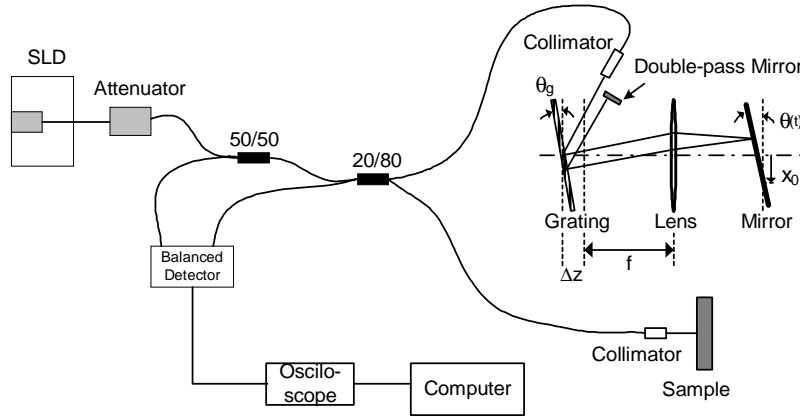 SLD
Attenuator
50/50
20/80
Balanced
Detector
Oscilo-
scope
Computer
Collimator
Double-pass Mirror
θg
θ(t)
x0
Grating
Lens
Mirror
Δz
f
Collimator
Sample